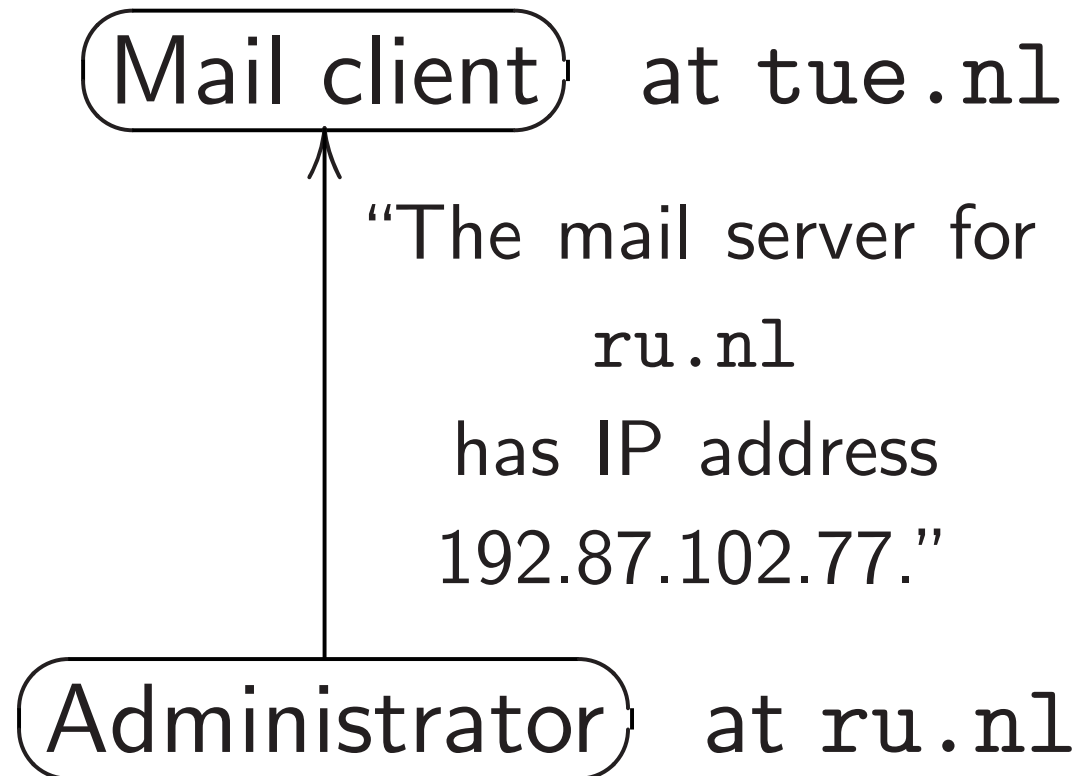 Mail client at tue.nl
“The mail server for
ru.nl
has IP address
192.87.102.77.”
Administrator at ru.nl